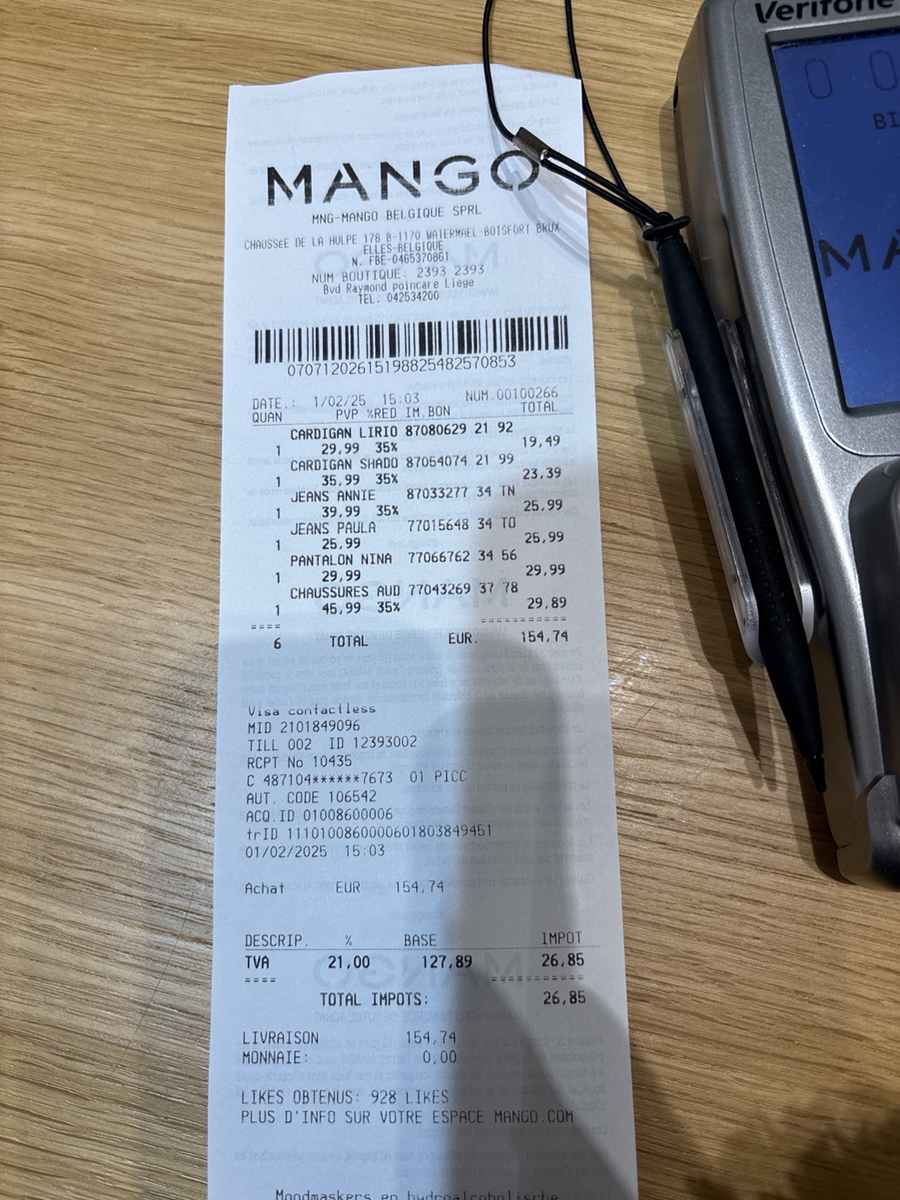 Verifone
MANGO
MNG-MANGO BELGIQUE SPRL
CHAUSSEE DE LA HULPE 178 B-1170 WATERMAEL-BOISFORT BRUX
ELLES-BELGIQUE
N. FBE-0465370861
NUM BOUTIQUE: 2393 2393
Bvd Raymond poincare Liege
TEL. 042534200
07071202615198825482570853
DATE.: 1/02/25 15:03 NUM.00100266
QUAN PVP %RED IM.BON TOTAL
CARDIGAN LIRIO 87080629 21 92
1 29,99 35% 19,49
CARDIGAN SHADO 87054074 21 99
1 35,99 35% 23,39
JEANS ANNIE 87033277 34 TN
1 39,99 35% 25,99
JEANS PAULA 77015648 34 TO
1 25,99 25,99
PANTALON NINA 77066762 34 56
1 29,99 29,99
CHAUSSURES AUD 77043269 37 78
1 45,99 35% 29,89
==== ----------
6 TOTAL EUR. 154,74
Visa contactless
MID 2101849096
TILL 002 ID 12393002
RCPT No 10435
C 487104******7673 01 PICC
AUT. CODE 106542
ACQ.ID 01008600006
trID 1110100860000601803849451
01/02/2025 15:03
Achat EUR 154,74
DESCRIP. % BASE IMPOT
TVA 21,00 127,89 26,85
==== ----------
TOTAL IMPOTS: 26,85
LIVRAISON 154,74
MONNAIE: 0,00
LIKES OBTENUS: 928 LIKES
PLUS D'INFO SUR VOTRE ESPACE MANGO.COM
Mondmaskers en hydroalcoholische